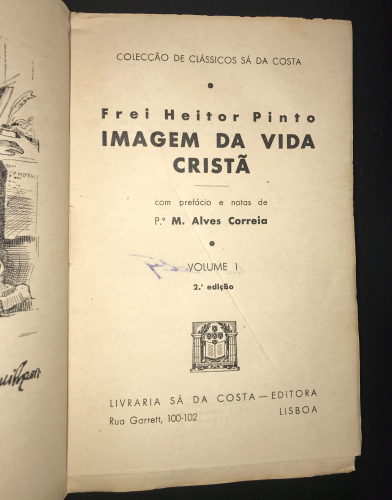 COLECÇÃO DE CLÁSSICOS SÁ DA COSTA
Frei Heitor Pinto
IMAGEM DA VIDA
CRISTÃ
com prefácio e notas de
P.e M. Alves Correia
VOLUME 1
2.ª edição
LIVRARIA SÁ DA COSTA — EDITORA
Rua Garrett, 100-102 LISBOA